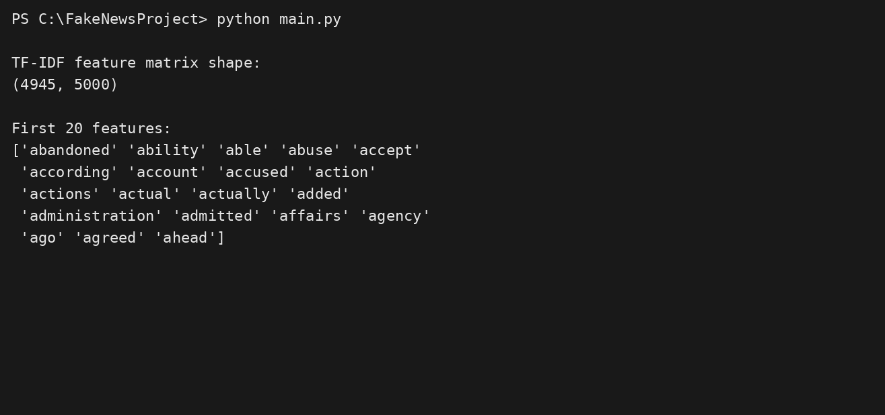 PS C:\FakeNewsProject> python main.py
TF-IDF feature matrix shape:
(4945, 5000)
First 20 features:
['abandoned' 'ability' 'able' 'abuse' 'accept'
'according' 'account' 'accused' 'action'
'actions' 'actual' 'actually' 'added'
'administration' 'admitted' 'affairs' 'agency'
'ago' 'agreed' 'ahead']